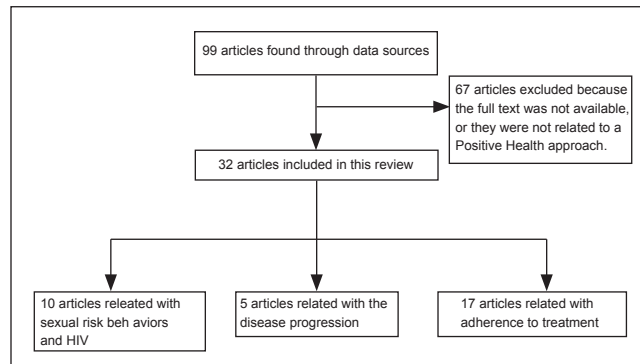 99 articles found through data sources
67 articles excluded because
the full text was not available,
or they were not related to a
Positive Health approach.
32 articles included in this review
10 articles releated with
sexual risk beh aviors
and HIV
5 articles related with the
disease progression
17 articles related with
adherence to treatment